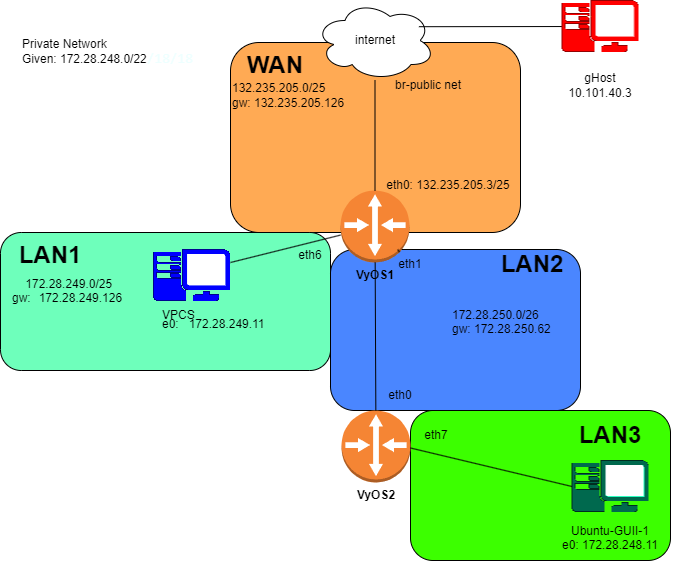 internet
Private Network
Given: 172.28.248.0/22
WAN
132.235.205.0/25
gw: 132.235.205.126
br-public net
gHost
10.101.40.3
eth0: 132.235.205.3/25
LAN1
172.28.249.0/25
gw: 172.28.249.126
eth6
VyOS1
eth1
LAN2
VPCS
e0: 172.28.249.11
172.28.250.0/26
gw: 172.28.250.62
eth0
eth7
LAN3
VyOS2
Ubuntu-GUII-1
e0: 172.28.248.11